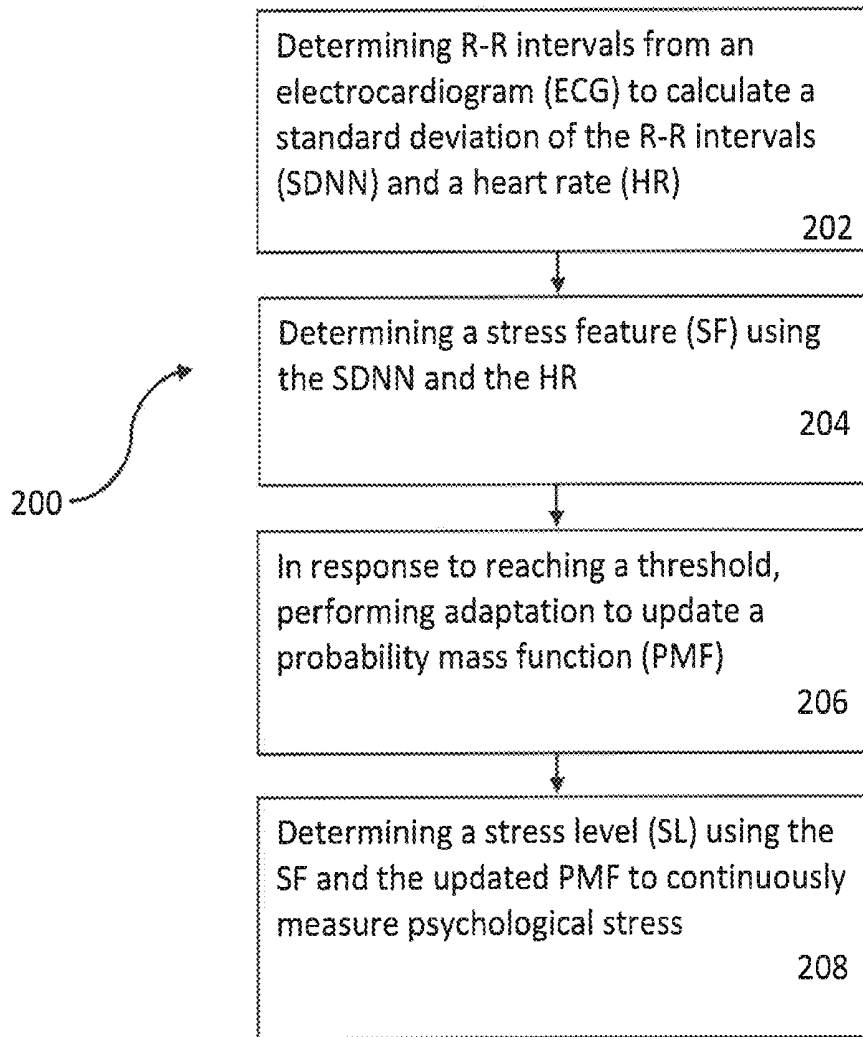 Determining R-R intervals from an
electrocardiogram (ECG) to calculate a
standard deviation of the R-R intervals
(SDNN) and a heart rate (HR)
202
Determining a stress feature (SF) using
the SDNN and the HR
204
200
In response to reaching a threshold,
performing adaptation to update a
probability mass function (PMF)
206
Determining a stress level (SL) using the
SF and the updated PMF to continuously
measure psychological stress
208